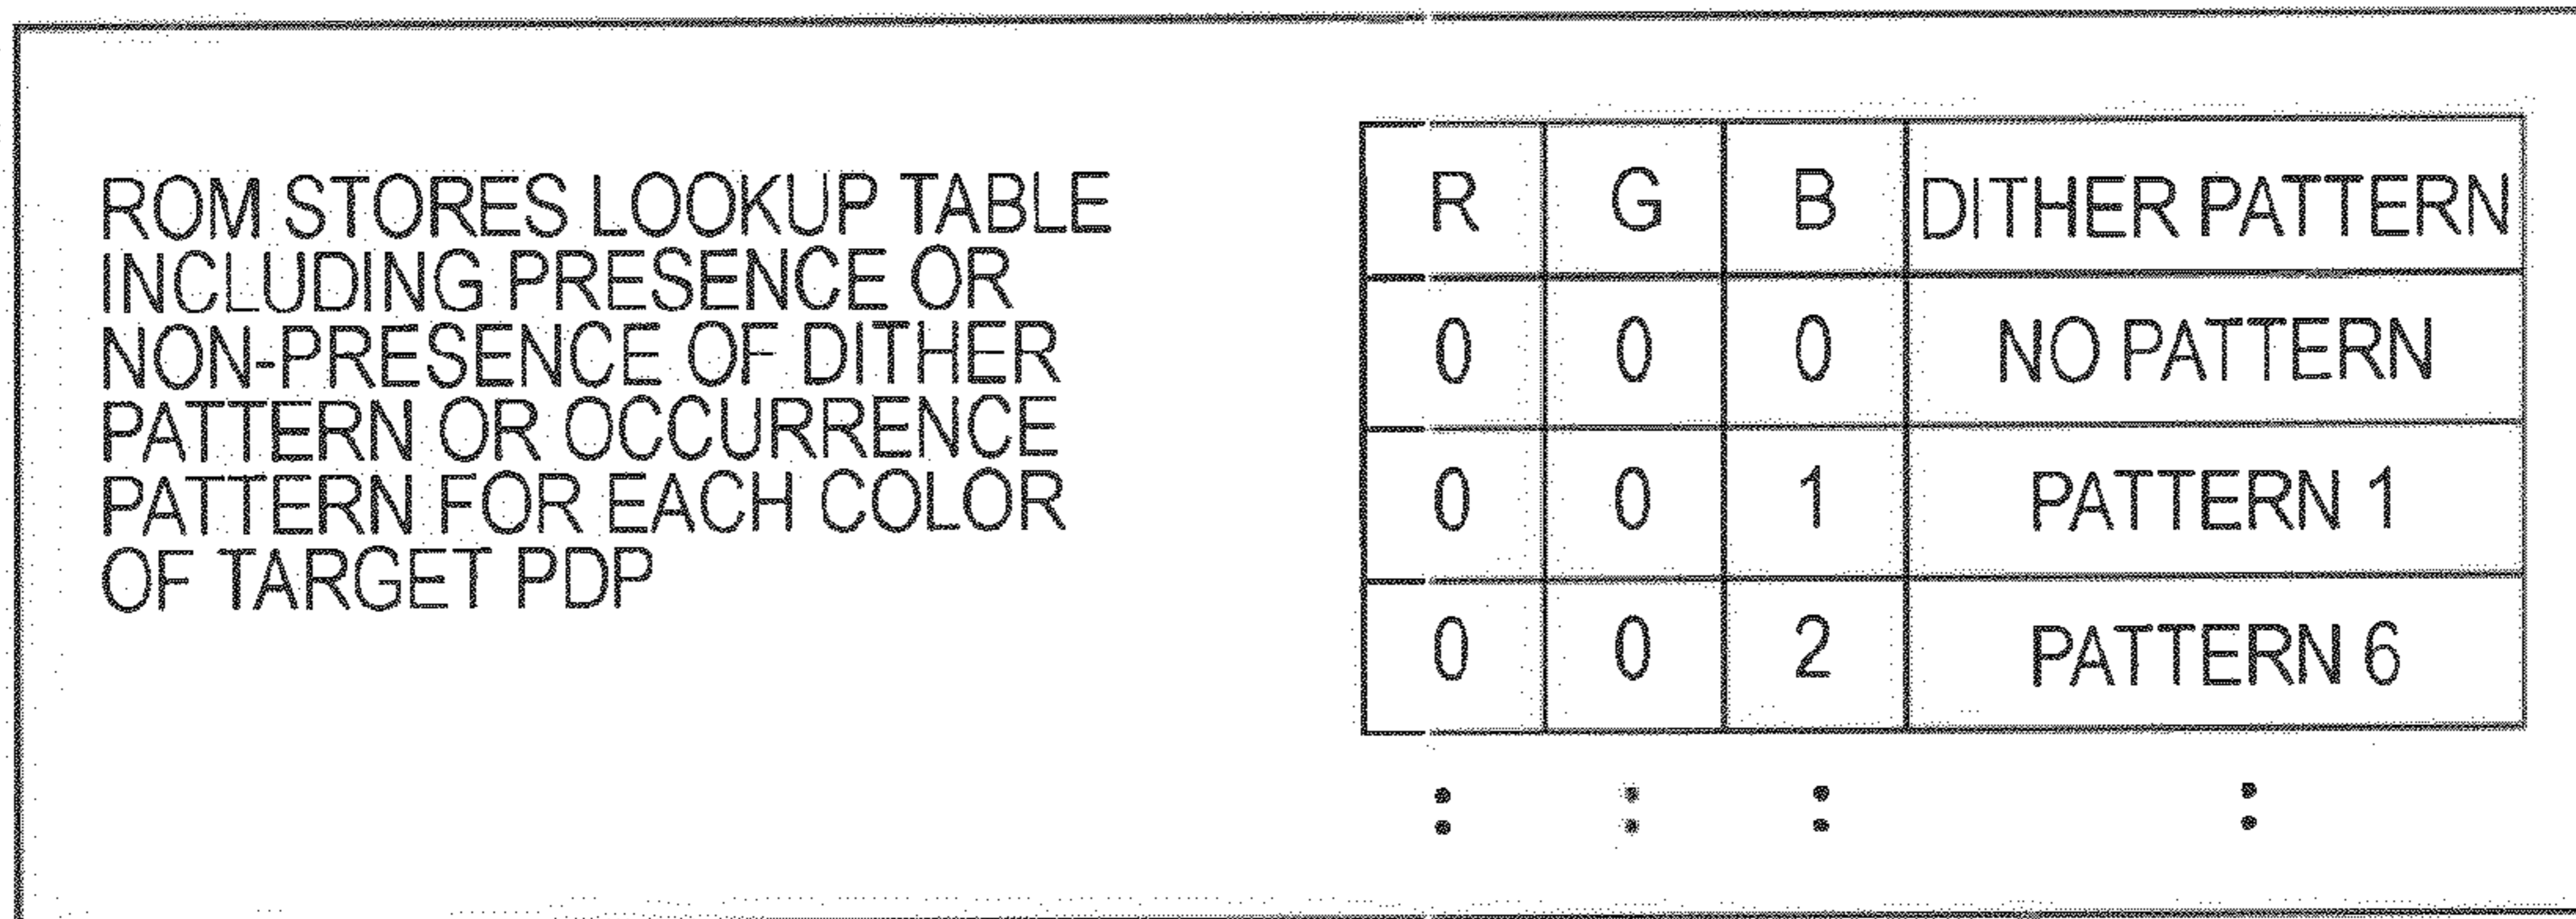 ROM STORES LOOKUP TABLE
INCLUDING PRESENCE OR
NON-PRESENCE OF DITHER
PATTERN OR OCCURRENCE
PATTERN FOR EACH COLOR
OF TARGET PDP
R G B DITHER PATTERN
0 0 0 NO PATTERN
0 0 1 PATTERN 1
0 0 2 PATTERN 6
: : : :